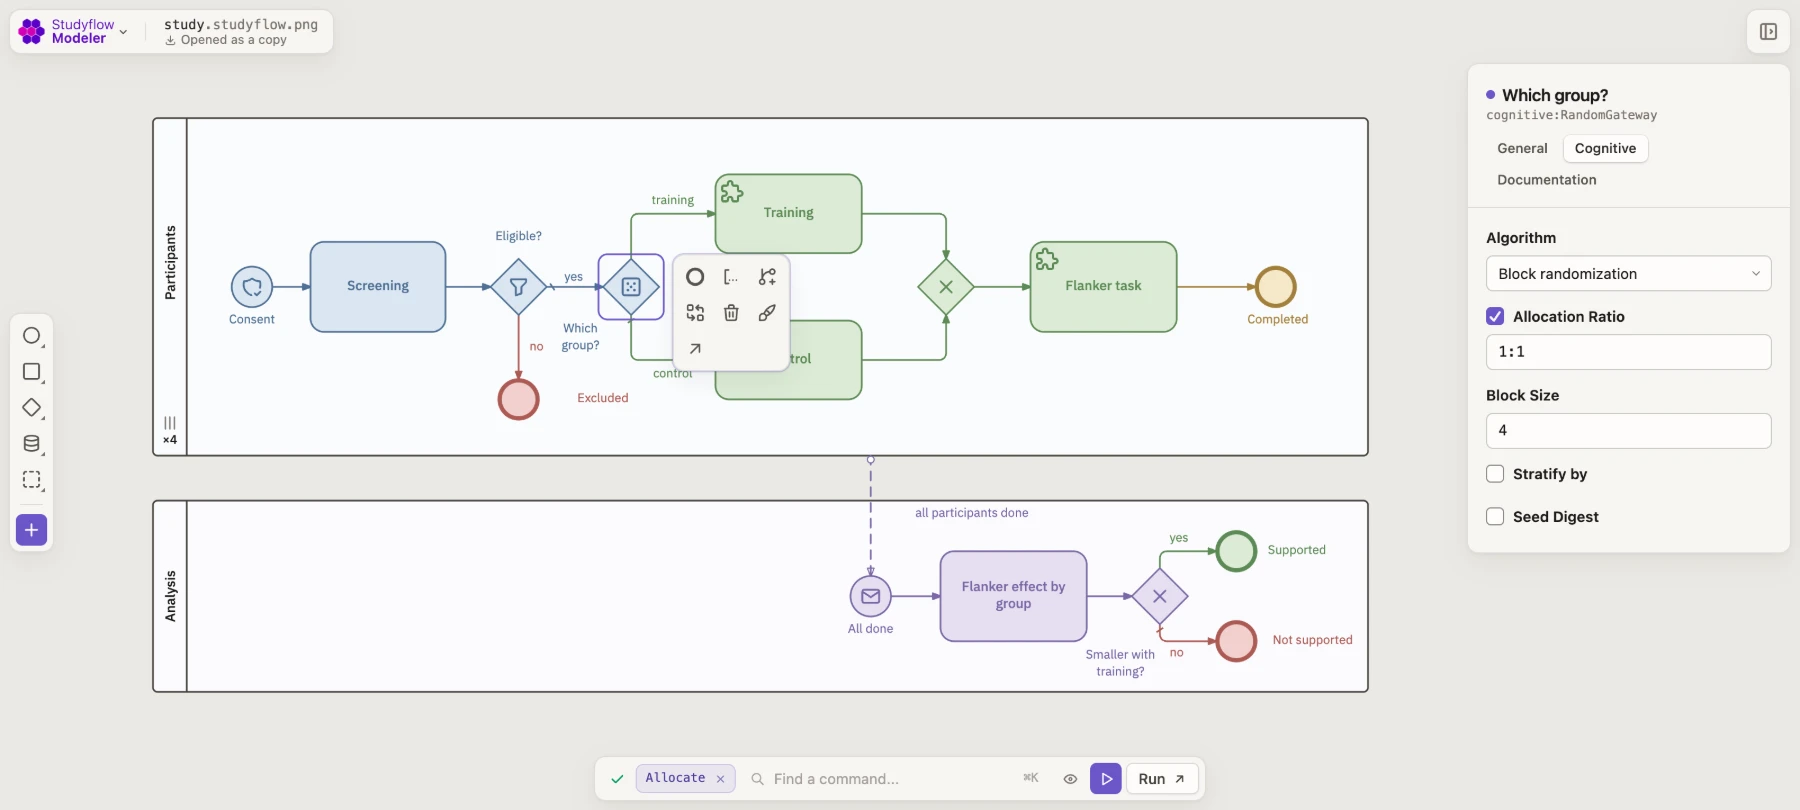 Studyflow
Modeler
study.studyflow.png
Opened as a copy
Which group?
cognitive:RandomGateway
General
Cognitive
Documentation
Algorithm
Block randomization
Allocation Ratio
1:1
Block Size
4
Stratify by
Seed Digest
Participants
×4
Consent
Screening
Eligible?
yes
no
Excluded
Which
group?
training
Training
control
trol
Flanker task
Completed
Analysis
all participants done
All done
Flanker effect by
group
Smaller with
training?
yes
Supported
no
Not supported
Allocate
Find a command...
⌘K
Run